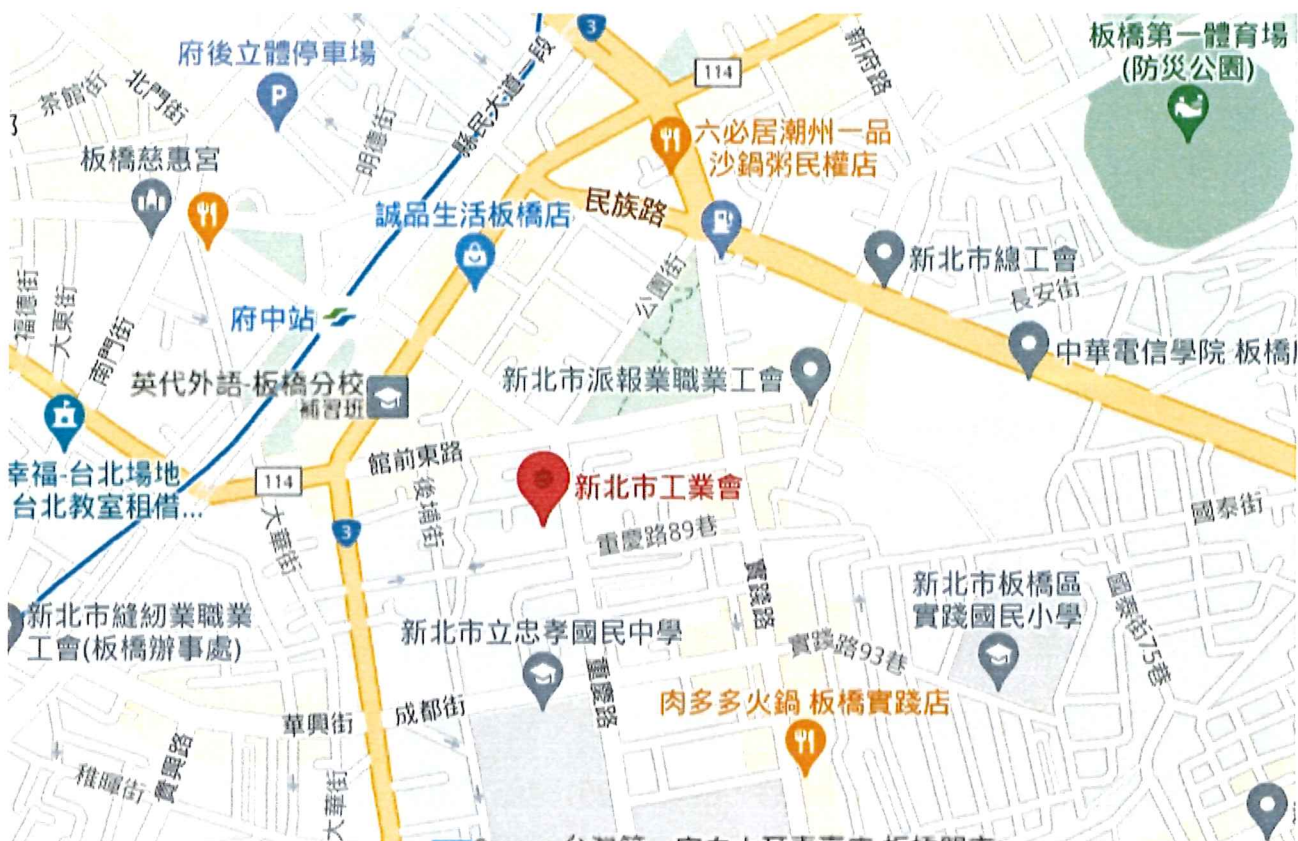 府後立體停車場
北門街
茶館街
板橋慈惠宮
明德街
縣民大道一段
3
114
新府路
板橋第一體育場
(防災公園)
六必居潮州一品
沙鍋粥民權店
民族路
誠品生活板橋店
公園街
新北市總工會
長安街
中華電信學院 板橋
福德街
大東街
南門街
府中站
英代外語-板橋分校
補習班
新北市派報業職業工會
幸福-台北場地
台北教室租借...
114
館前東路
後埔街
大華街
3
新北市工業會
重慶路89巷
國泰街
實踐路
新北市板橋區
實踐國民小學
國泰街75巷
新北市縫紉業職業
工會(板橋辦事處)
新北市立忠孝國民中學
重慶路
實踐路93巷
肉多多火鍋 板橋實踐店
華興街
成都街
貴興路
稚暉街
大華街